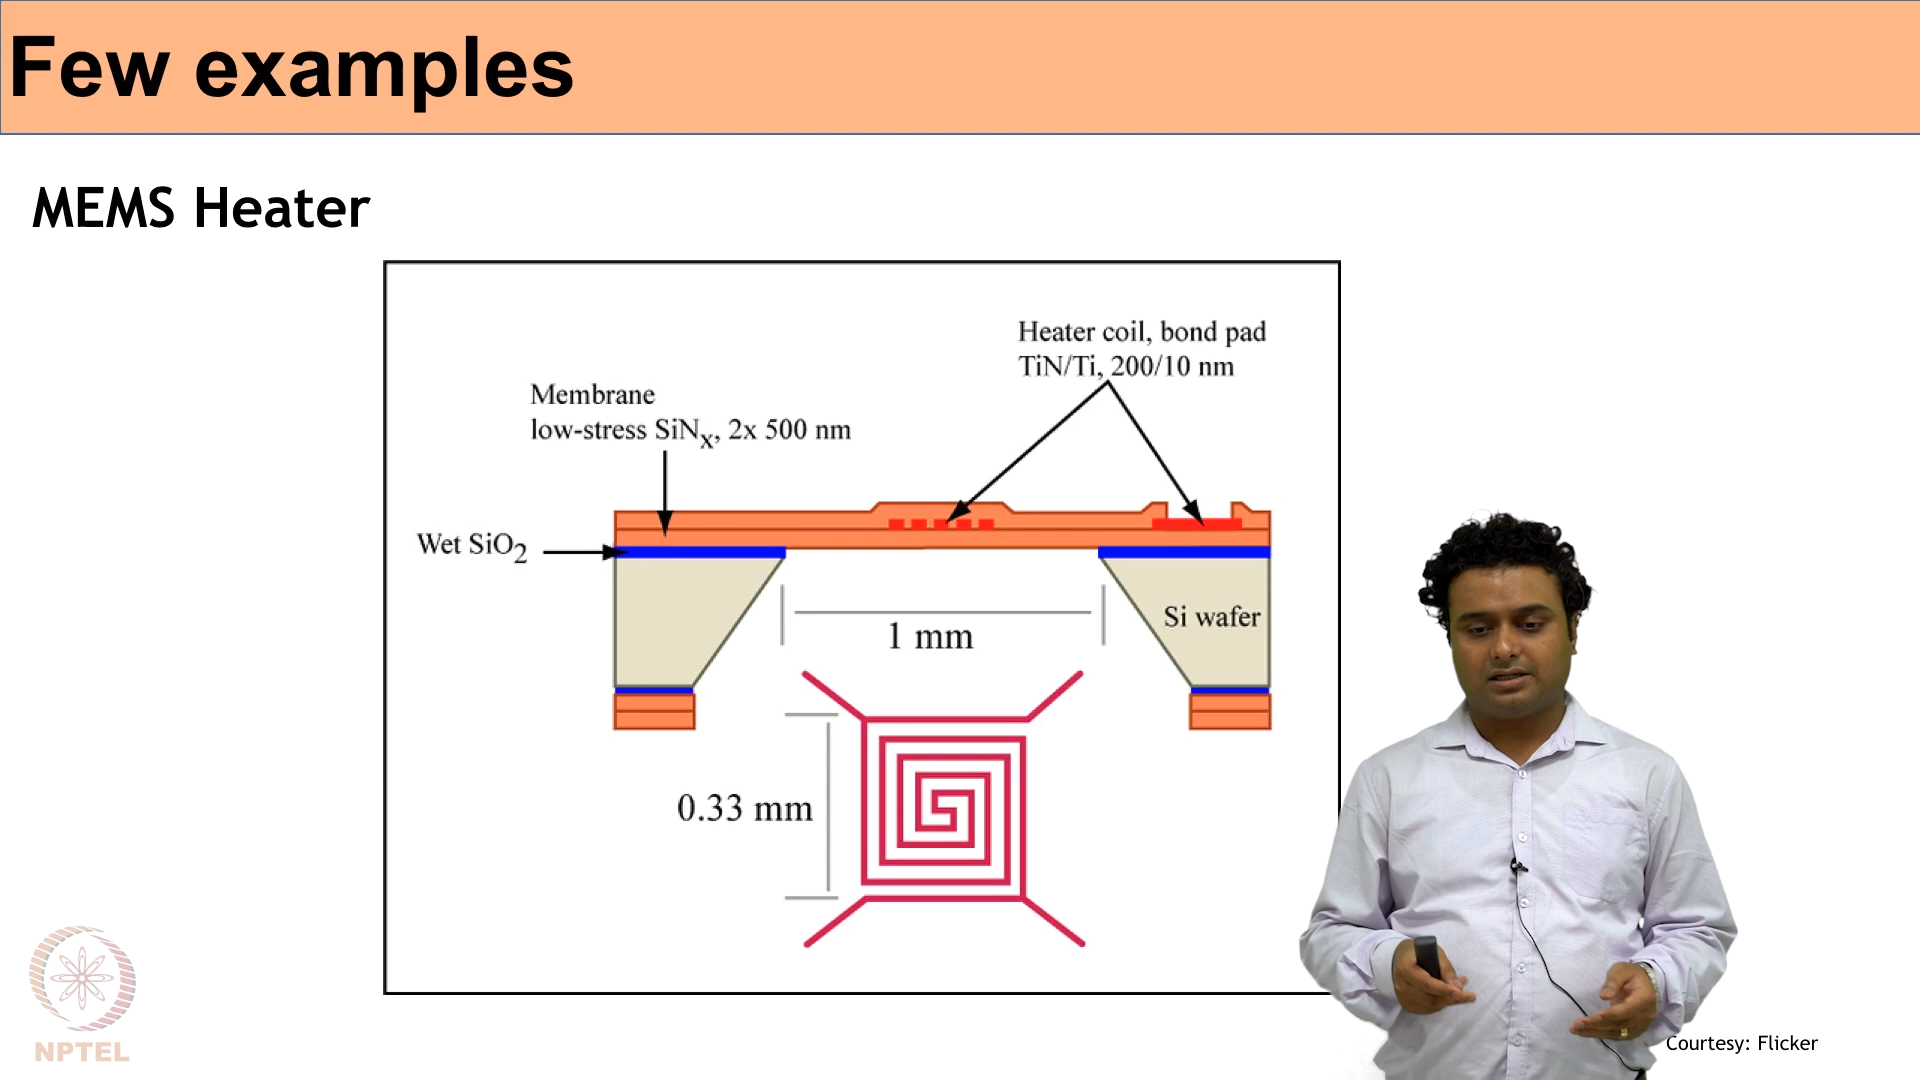 Few examples
MEMS Heater
Heater coil, bond pad
TiN/Ti, 200/10 nm
Membrane
low-stress SiNx, 2x 500 nm
Wet SiO2
Si wafer
1 mm
0.33 mm
NPTEL
Courtesy: Flicker